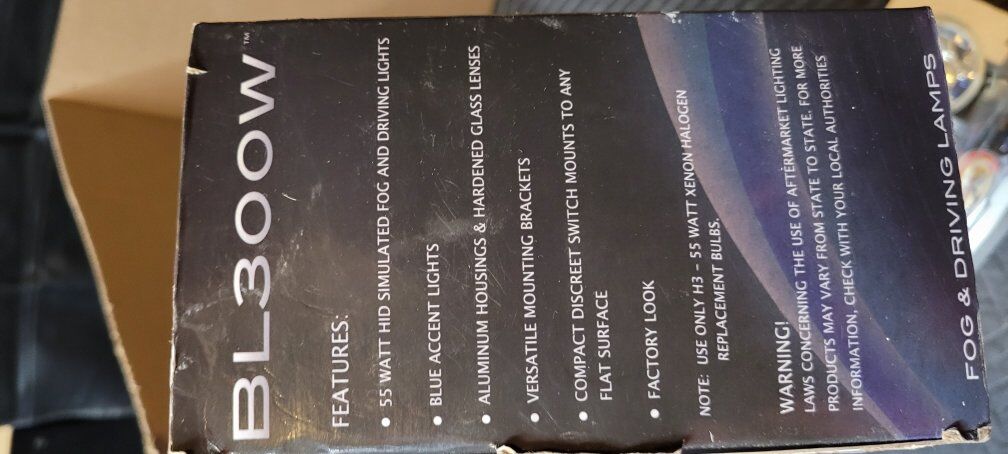 BL300W™
FEATURES:
• 55 WATT HID SIMULATED FOG AND DRIVING LIGHTS
• BLUE ACCENT LIGHTS
• ALUMINUM HOUSINGS & HARDENED GLASS LENSES
• VERSATILE MOUNTING BRACKETS
• COMPACT DISCREET SWITCH MOUNTS TO ANY
FLAT SURFACE
• FACTORY LOOK
NOTE: USE ONLY H3 - 55 WATT XENON HALOGEN
REPLACEMENT BULBS.
WARNING!
LAWS CONCERNING THE USE OF AFTERMARKET LIGHTING
PRODUCTS MAY VARY FROM STATE TO STATE. FOR MORE
INFORMATION, CHECK WITH YOUR LOCAL AUTHORITIES
FOG & DRIVING LAMPS